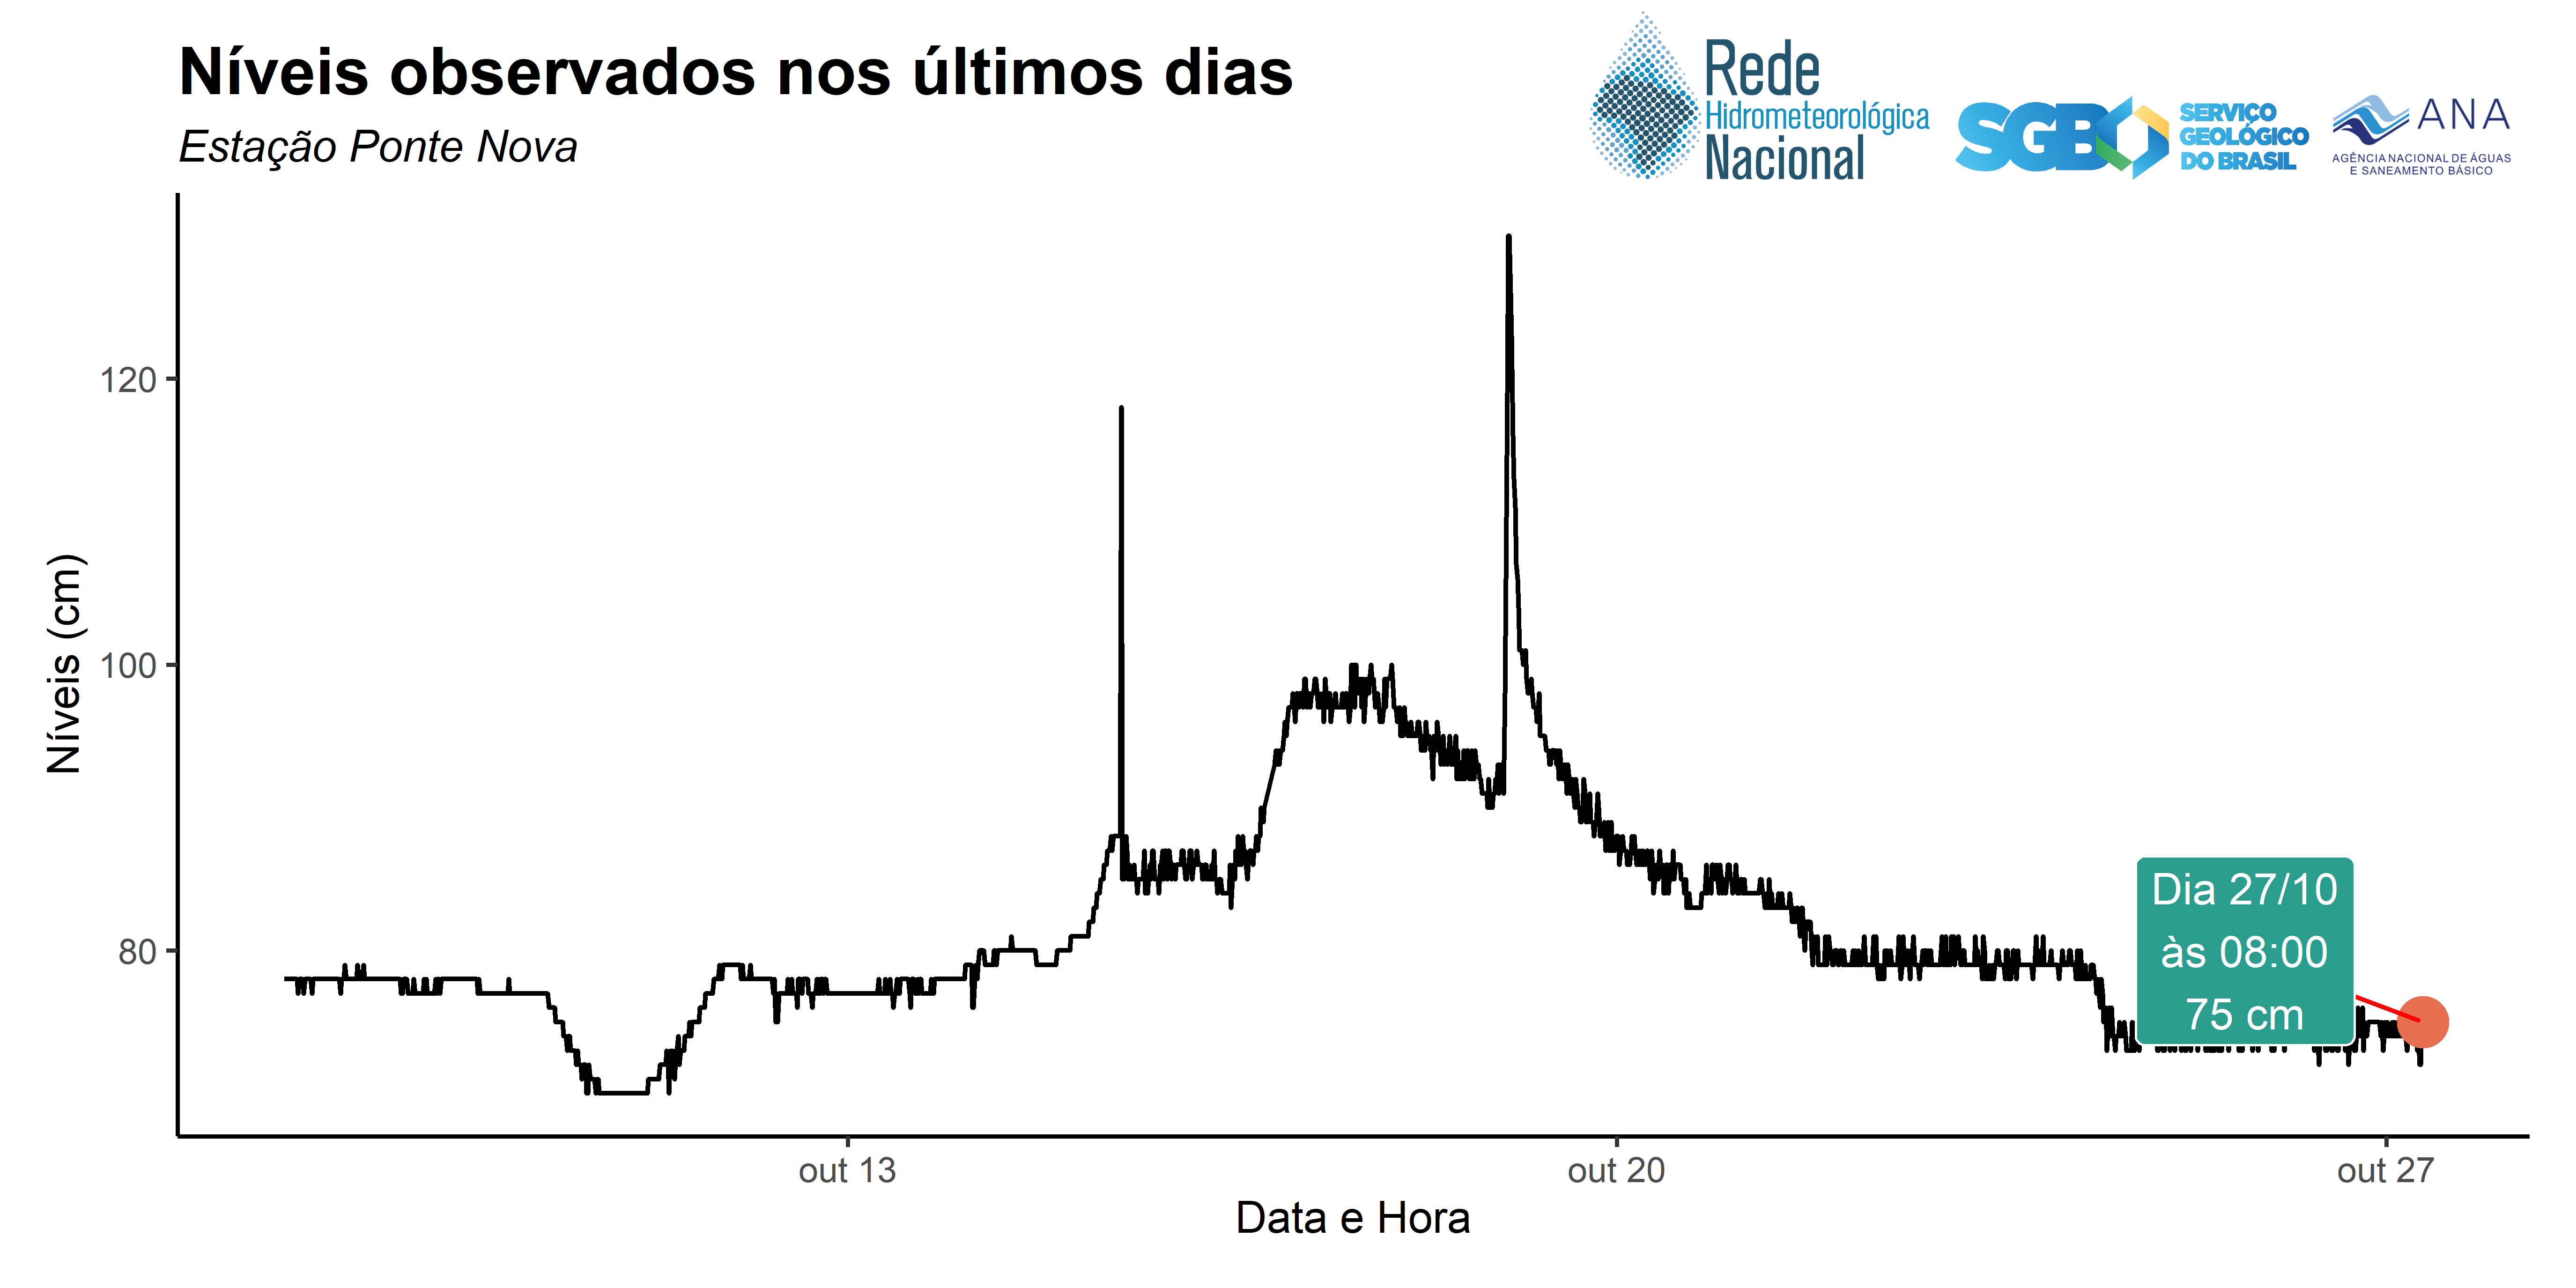 Níveis observados nos últimos dias
Estação Ponte Nova
Rede
Hidrometeorológica
Nacional
SGB
SERVIÇO
GEOLÓGICO
DO BRASIL
ANA
AGÊNCIA NACIONAL DE ÁGUAS
E SANEAMENTO BÁSICO
Níveis (cm)
120
100
80
Dia 27/10
às 08:00
75 cm
out 13
out 20
out 27
Data e Hora